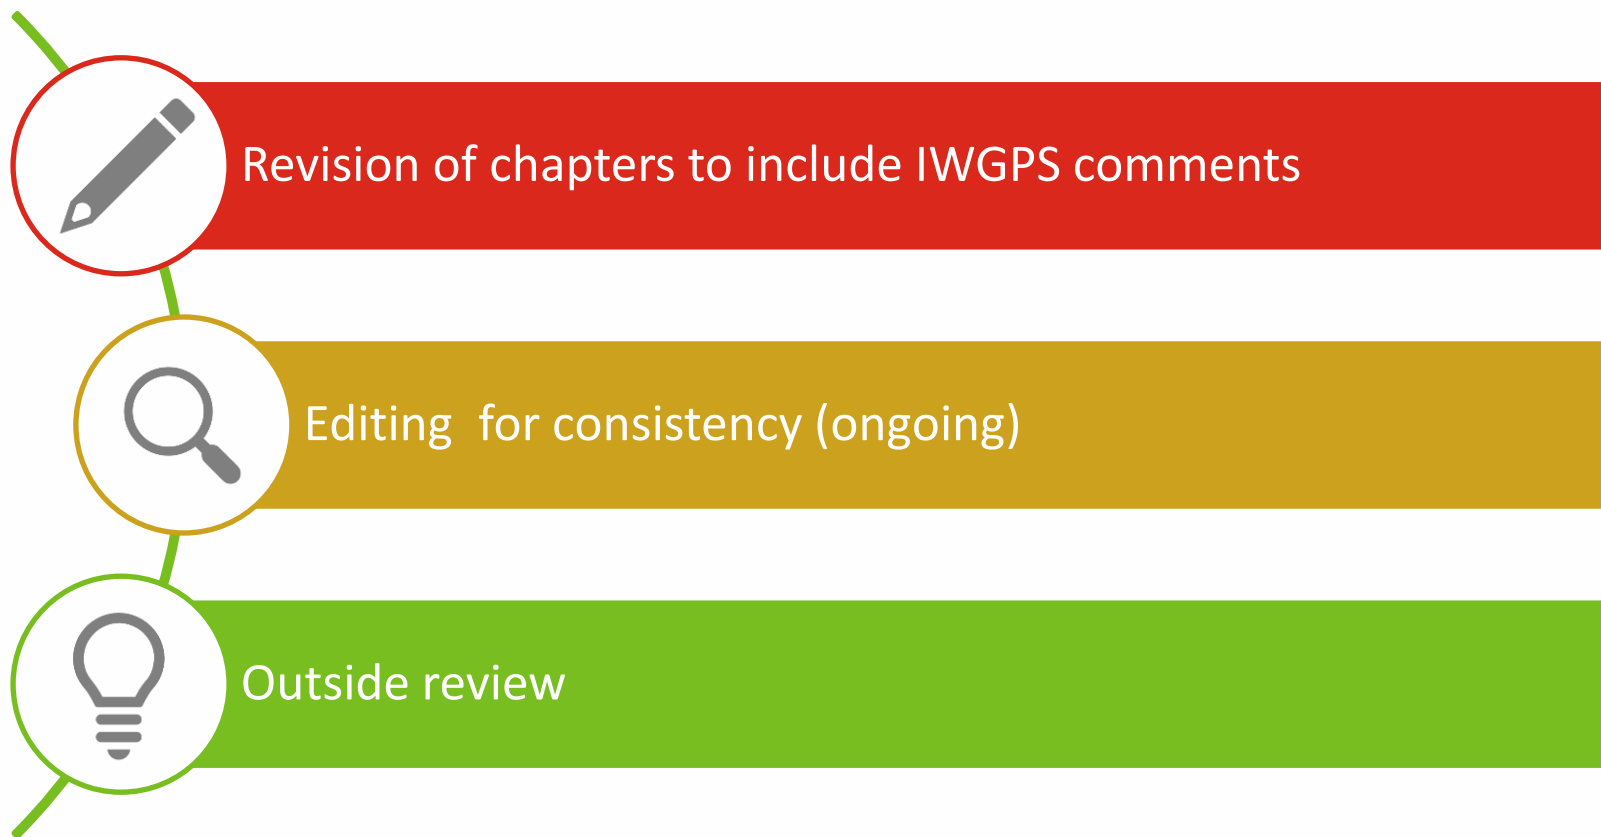 Revision of chapters to include IWGPS comments
Editing  for consistency (ongoing)
Outside review